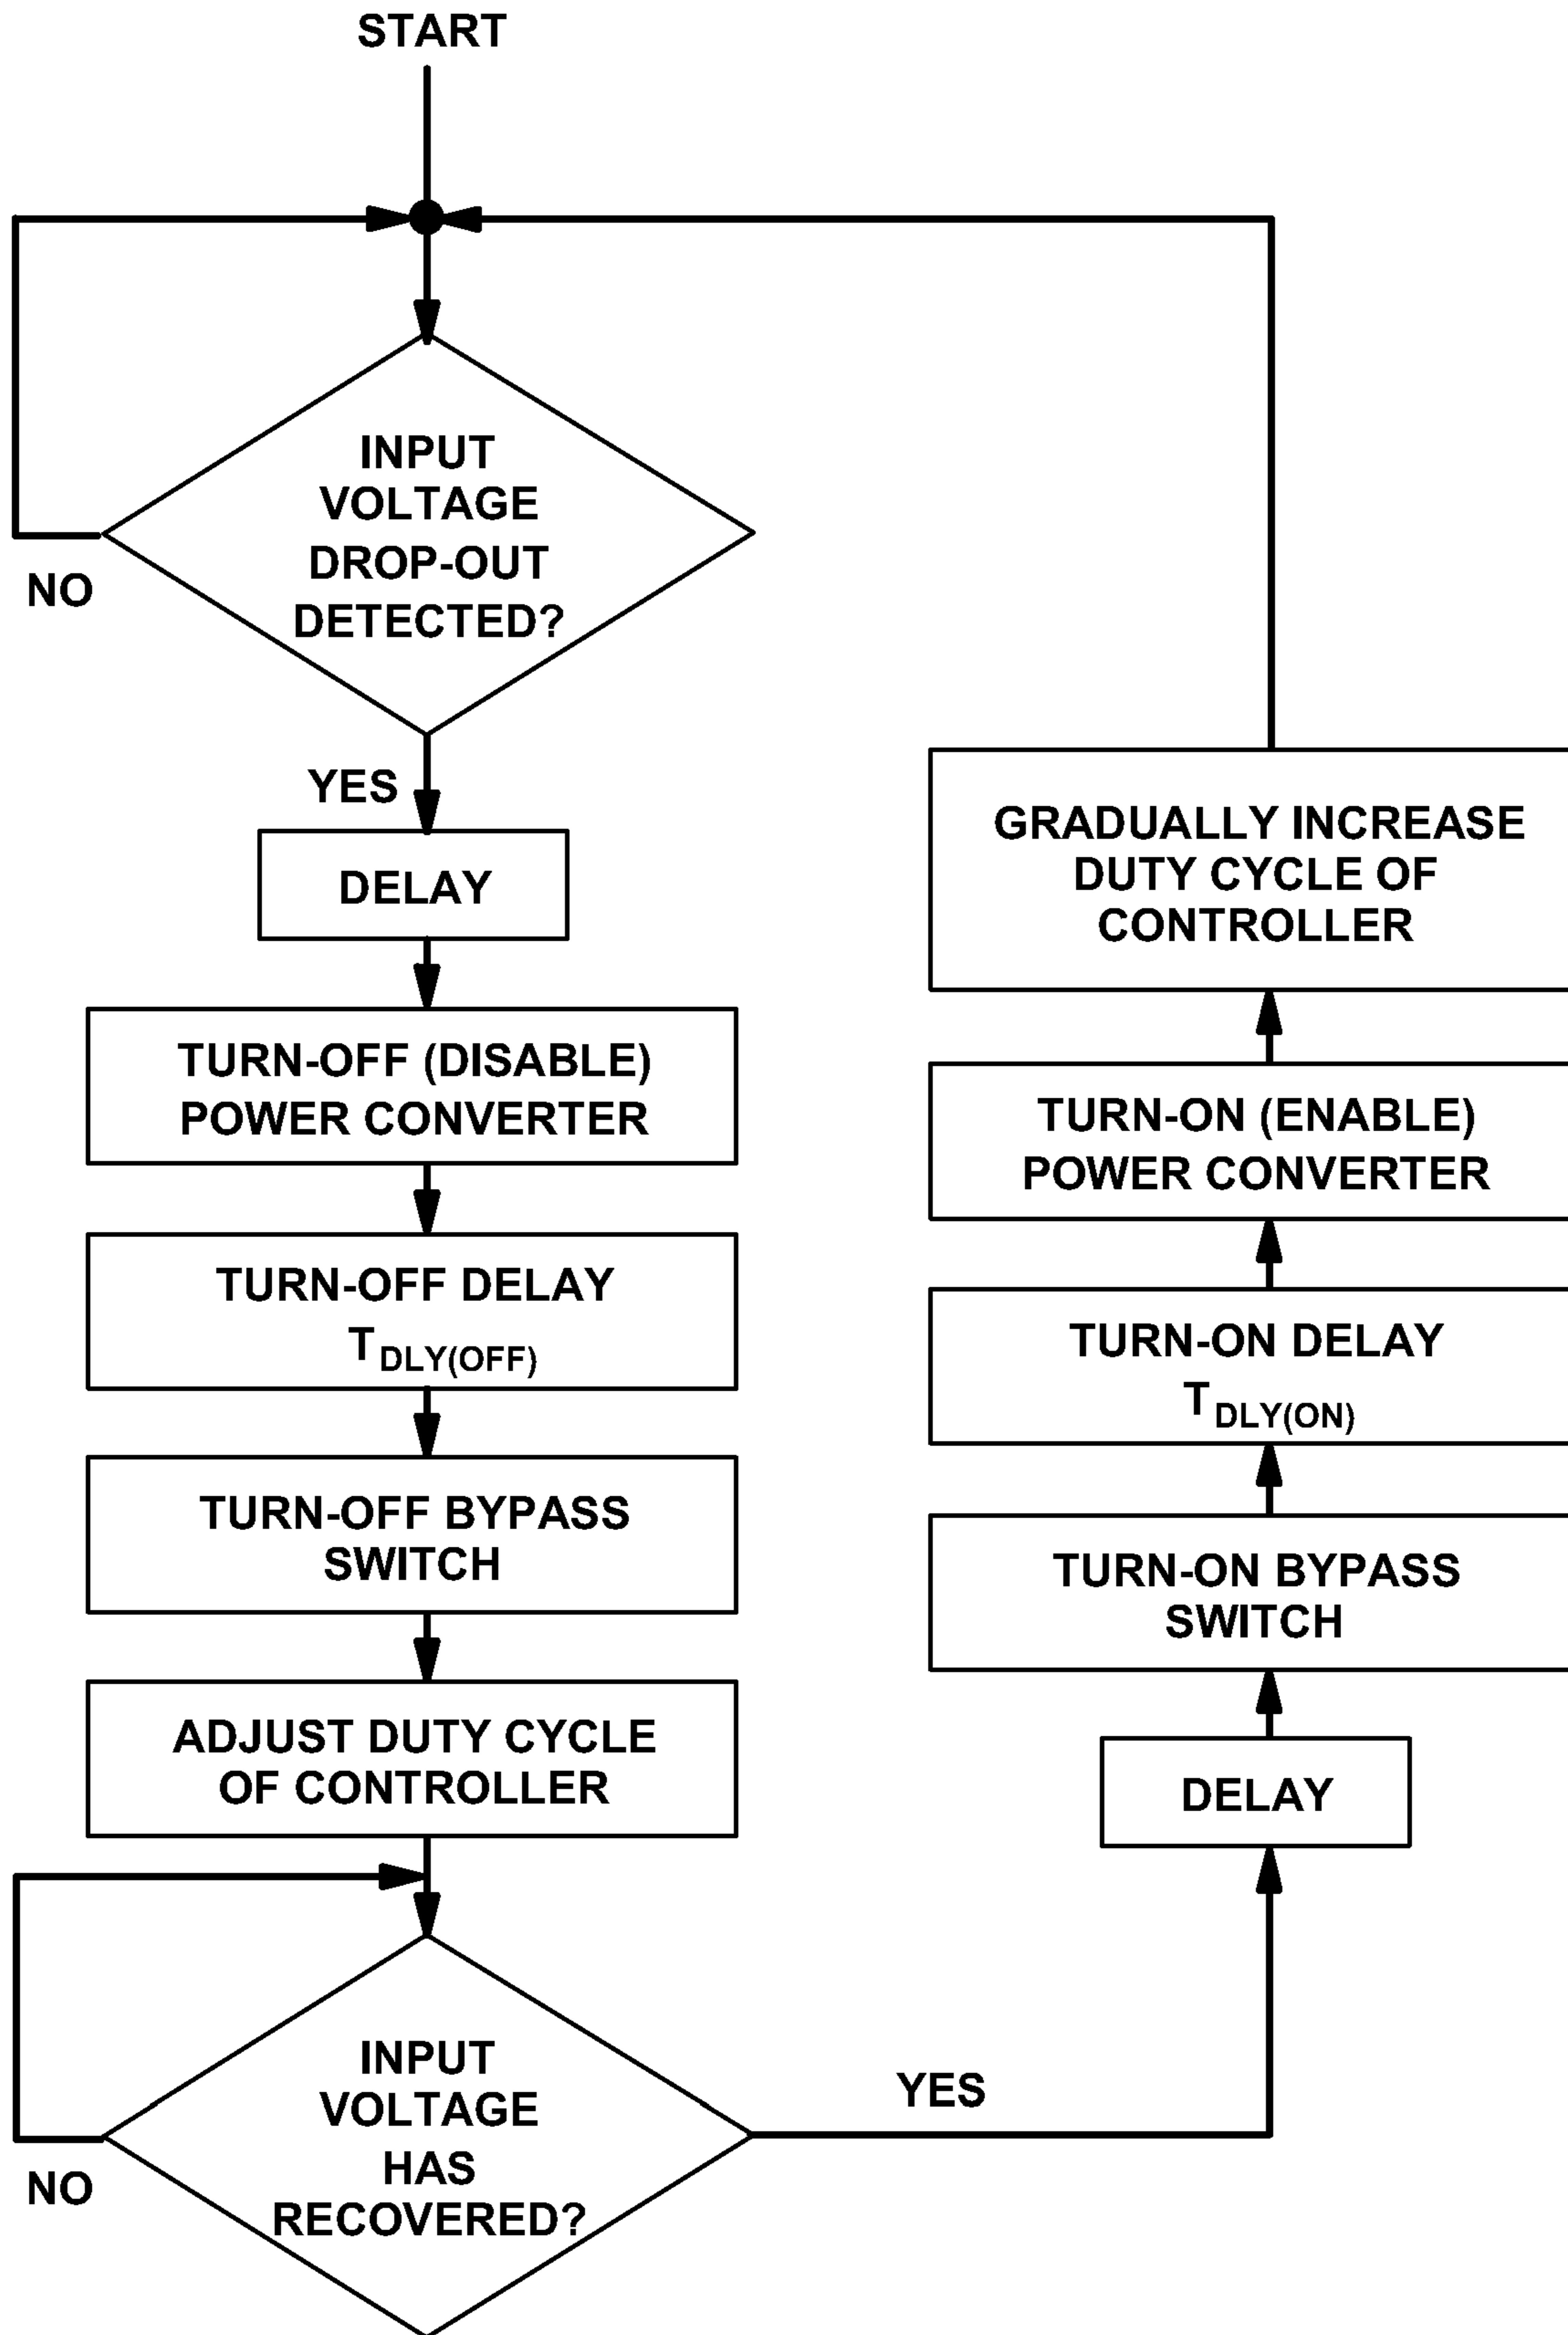 START
INPUT
VOLTAGE
DROP-OUT
DETECTED?
NO
YES
DELAY
TURN-OFF (DISABLE)
POWER CONVERTER
TURN-OFF DELAY
T DLY(OFF)
TURN-OFF BYPASS
SWITCH
ADJUST DUTY CYCLE
OF CONTROLLER
INPUT
VOLTAGE
HAS
RECOVERED?
NO
YES
DELAY
TURN-ON BYPASS
SWITCH
TURN-ON DELAY
T DLY(ON)
TURN-ON (ENABLE)
POWER CONVERTER
GRADUALLY INCREASE
DUTY CYCLE OF
CONTROLLER